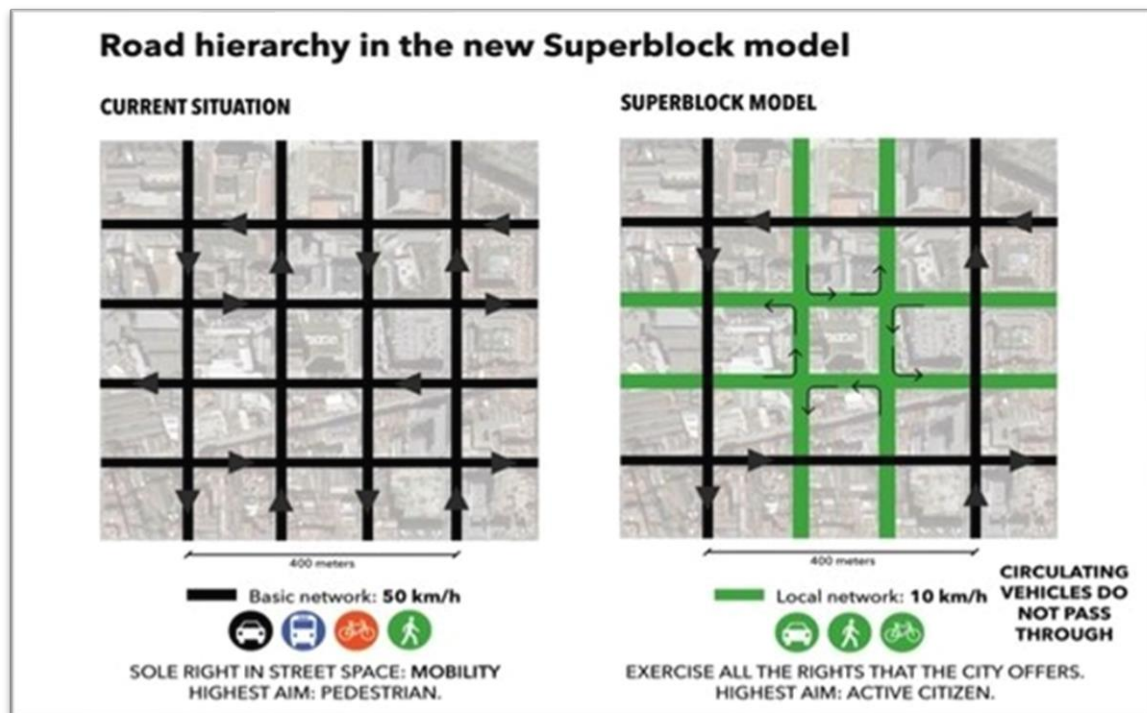 Road hierarchy in the new Superblock model
CURRENT SITUATION
400 meters
Basic network: 50 km/h
SOLE RIGHT IN STREET SPACE: MOBILITY
HIGHEST AIM: PEDESTRIAN.
SUPERBLOCK MODEL
400 meters
Local network: 10 km/h
CIRCULATING
VEHICLES DO
NOT PASS
THROUGH
EXERCISE ALL THE RIGHTS THAT THE CITY OFFERS.
HIGHEST AIM: ACTIVE CITIZEN.